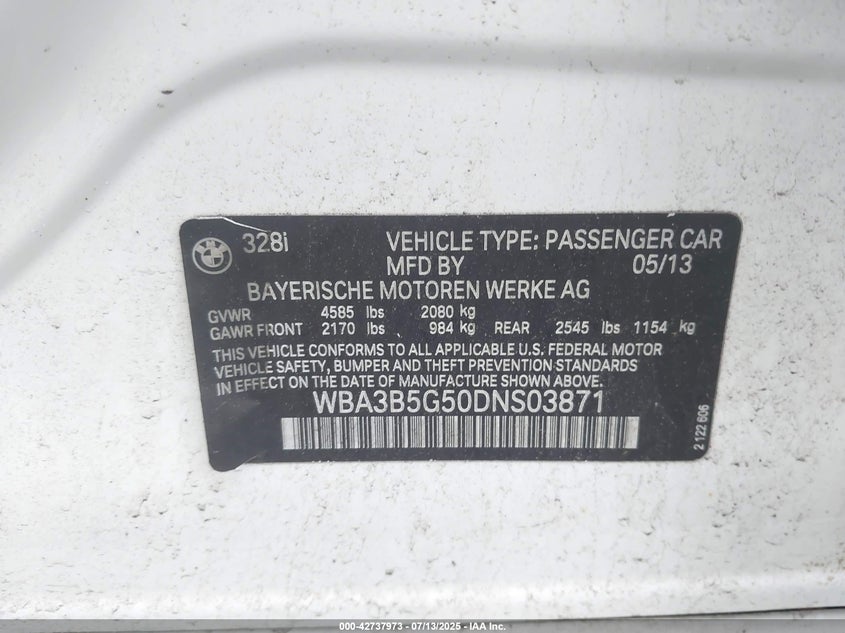 328i VEHICLE TYPE: PASSENGER CAR
MFD BY 05/13
BAYERISCHE MOTOREN WERKE AG
GVWR 4585 lbs 2080 kg
GAWR FRONT 2170 lbs 984 kg REAR 2545 lbs 1154 kg
THIS VEHICLE CONFORMS TO ALL APPLICABLE U.S. FEDERAL MOTOR
VEHICLE SAFETY, BUMPER AND THEFT PREVENTION STANDARDS
IN EFFECT ON THE DATE OF MANUFACTURE SHOWN ABOVE.
WBA3B5G50DNS03871
2 122 606
000-42737973 - 07/13/2025 - IAA Inc.